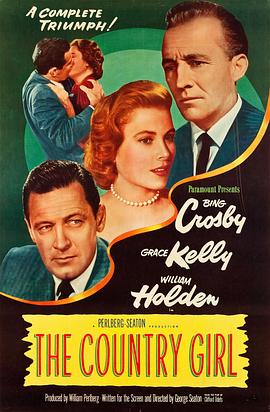 A COMPLETE
TRIUMPH!
Paramount Presents
BING
Crosby
GRACE
Kelly
WILLIAM
Holden
in
A PERLBERG-SEATON PRODUCTION
THE COUNTRY GIRL
Produced by William Perlberg · Written for the Screen and Directed by George Seaton